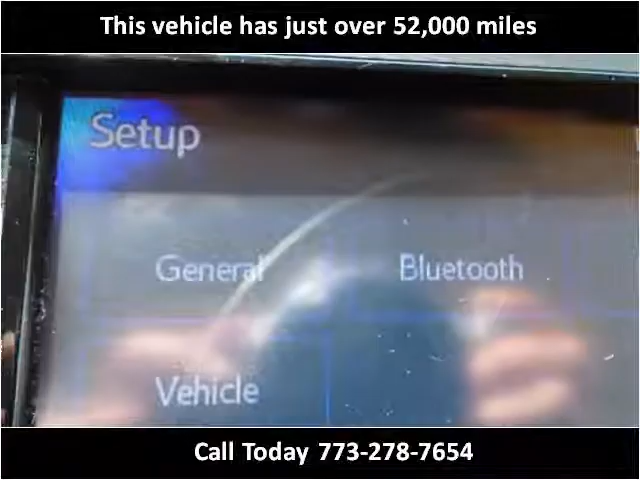 This vehicle has just over 52,000 miles
Setup
General
Bluetooth
Vehicle
Call Today 773-278-7654